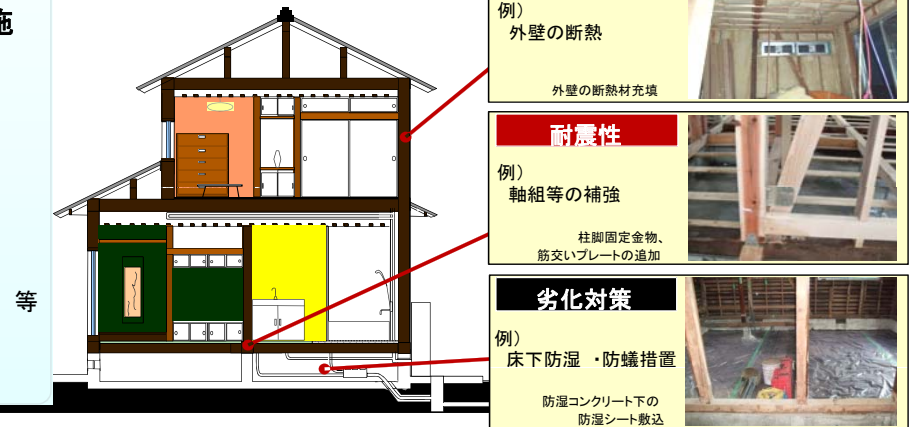 施
等
例）
外壁の断熱
外壁の断熱材充填
耐震性
例）
軸組等の補強
柱脚固定金物、
筋交いプレートの追加
劣化対策
例）
床下防湿 ・防蟻措置
防湿コンクリート下の
防湿シート敷込